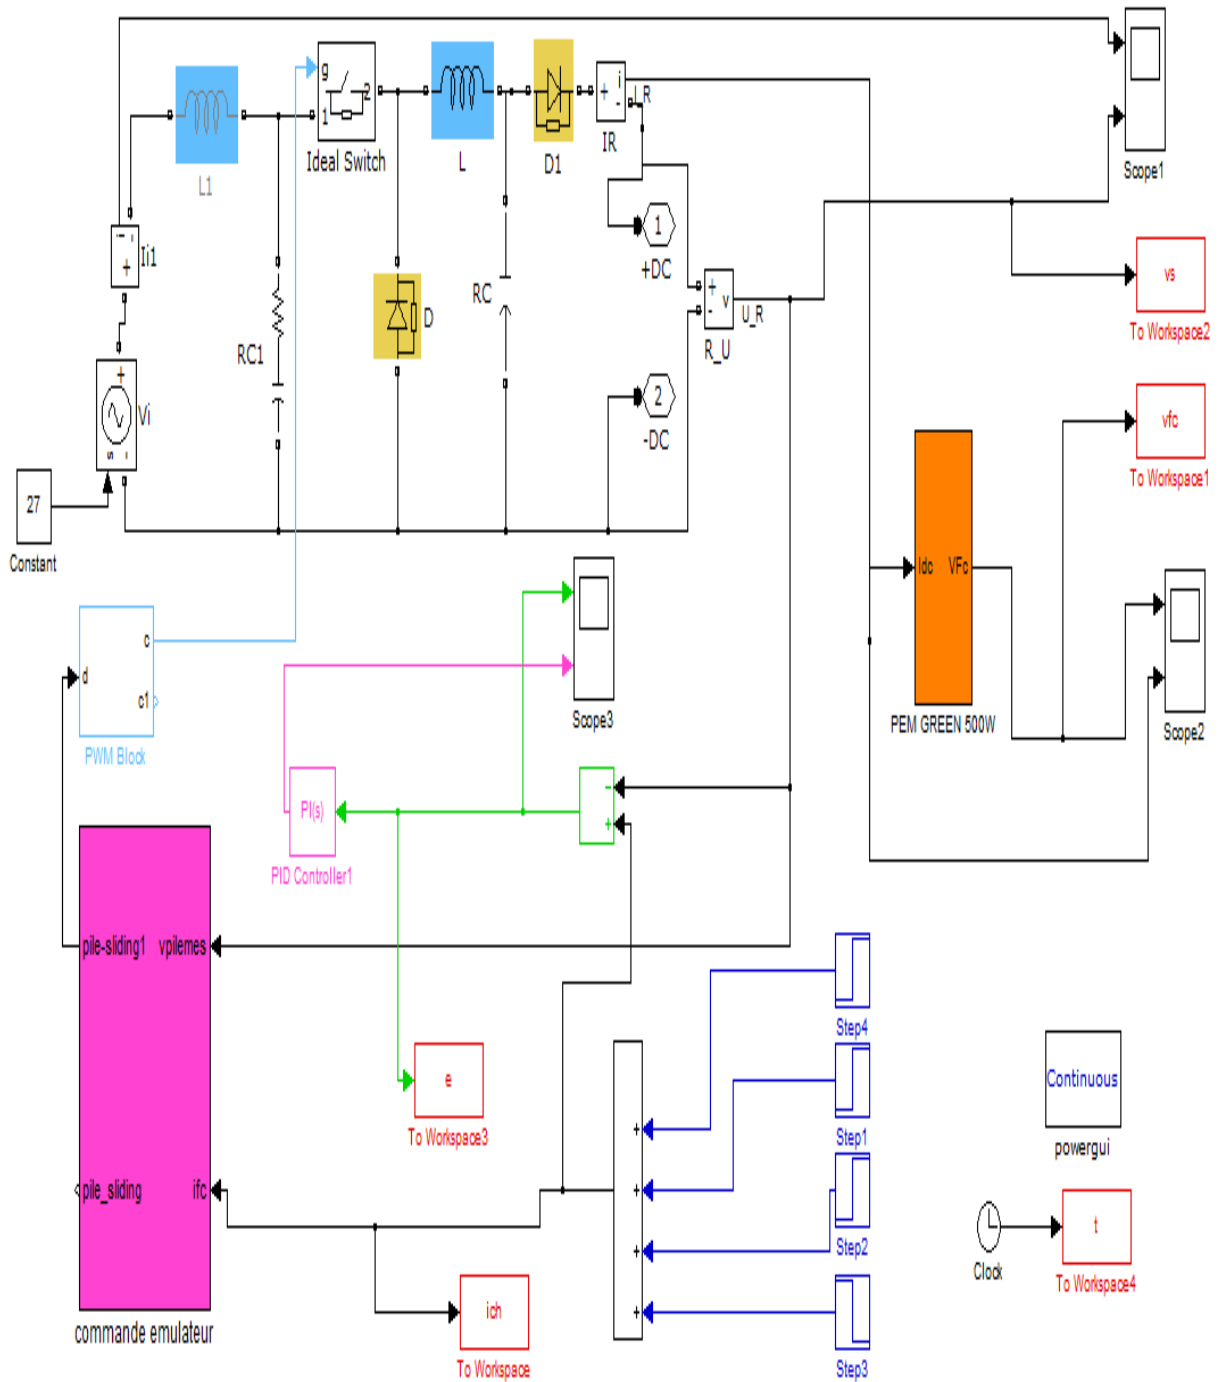 Scope1
g
1
2
Ideal Switch
L1
L
D1
+
i
-
I_R
IR
i
-
+
Ii1
1
+DC
+
-
v
U_R
R_U
vs
To Workspace2
D
RC
RC1
+
s
-
Vi
2
-DC
vfc
To Workspace1
27
Constant
Idc
VFc
PEM GREEN 500W
Scope2
Scope3
d
c
c1
PWM Block
PI(s)
PID Controller1
-
+
pile-sliding1
vpilemes
pile_sliding
ifc
commande emulateur
e
To Workspace3
ich
To Workspace
+
+
+
+
Step4
Step1
Step2
Step3
Continuous
powergui
Clock
t
To Workspace4